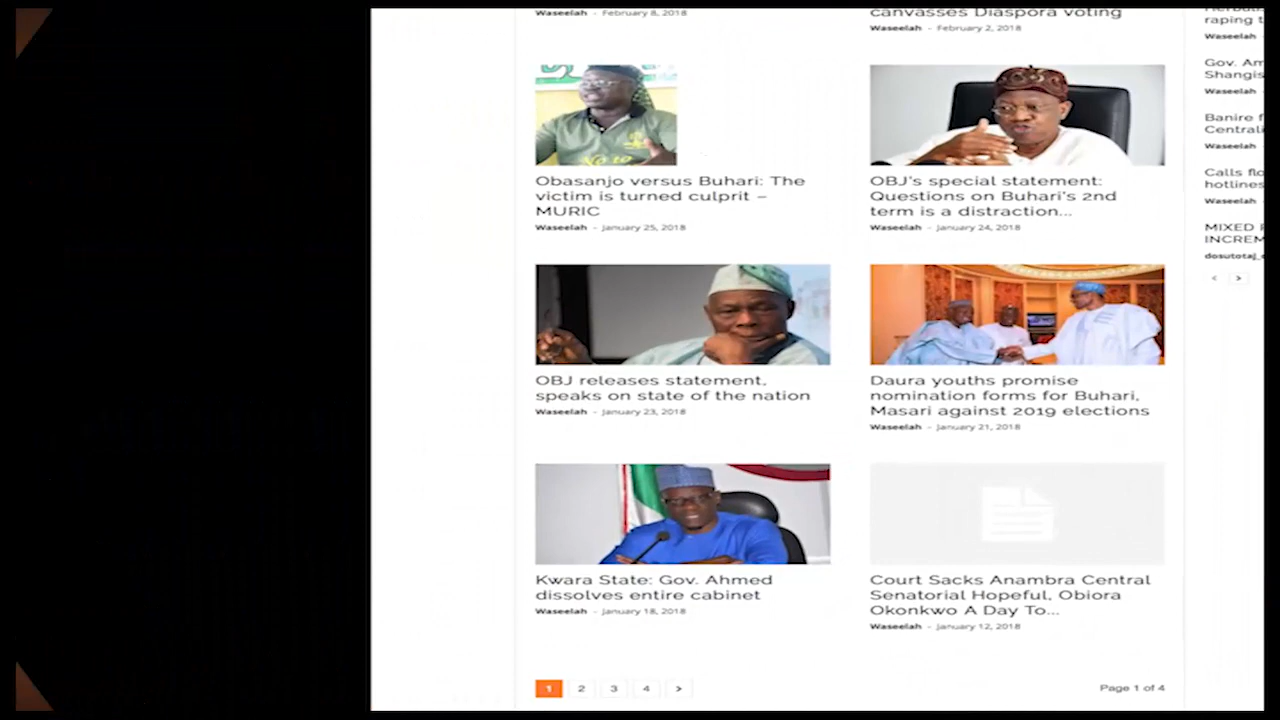 Waseelah - February 8, 2018
canvasses Diaspora voting
Waseelah - February 2, 2018
Obasanjo versus Buhari: The
victim is turned culprit –
MURIC
Waseelah - January 25, 2018
OBJ's special statement:
Questions on Buhari's 2nd
term is a distraction...
Waseelah - January 24, 2018
OBJ releases statement,
speaks on state of the nation
Waseelah - January 23, 2018
Daura youths promise
nomination forms for Buhari,
Masari against 2019 elections
Waseelah - January 21, 2018
Kwara State: Gov. Ahmed
dissolves entire cabinet
Waseelah - January 18, 2018
Court Sacks Anambra Central
Senatorial Hopeful, Obiora
Okonkwo A Day To...
Waseelah - January 12, 2018
1 2 3 4 >
Page 1 of 4
raping
Waseelah
Gov.
Shangis
Waseelah
Banire
Centrali
Waseelah
Calls
hotlines
Waseelah
MIXED
INCREM
dosutotaj_
< >
No to